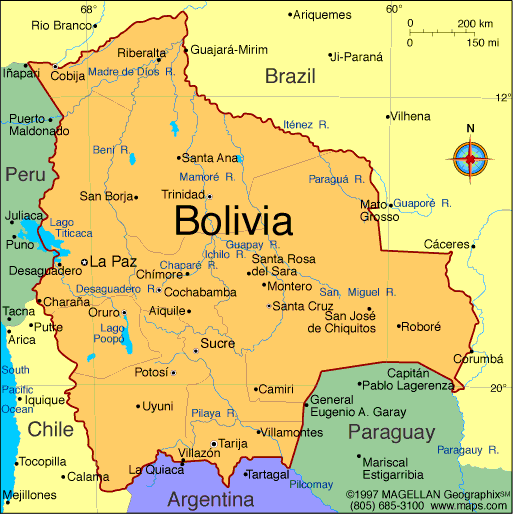 68°
60°
Ariquemes
Rio Branco
0 200 km
0 150 mi
Riberalta
Guajará-Mirim
Ji-Paraná
Iñapari
Cobija
Madre de Dios R.
Brazil
12°
Puerto
Maldonado
Iténez R.
Vilhena
N
Beni R.
Santa Ana
Peru
Mamoré R.
Paraguá R.
San Borja
Trinidad
Mato
Grosso
Guaporé R.
Juliaca
Lago
Titicaca
Bolivia
Puno
Guapay R.
Cáceres
Ichilo R.
La Paz
Santa Rosa
del Sara
Desaguadero
Chaparé R.
Chimore
Desaguadero R.
Montero
San. Miguel R.
Cochabamba
Charaña
Tacna
Oruro
Aiquile
Santa Cruz
San José
de Chiquitos
Roboré
Putre
Arica
Lago
Poopó
Sucre
Corumbá
South
Pacific
Ocean
Potosí
Capitán
Pablo Lagerenza
20°
Camiri
Iquique
Uyuni
Pilaya R.
General
Eugenio A. Garay
Chile
Villamontes
Paraguay
Tarija
Villazón
Paraguay R.
Tocopilla
La Quiaca
Mariscal
Estigarribia
Calama
Tartagal
Pilcomay
Mejillones
Argentina
©1997 MAGELLAN Geographix℠
(805) 685-3100 www.maps.com